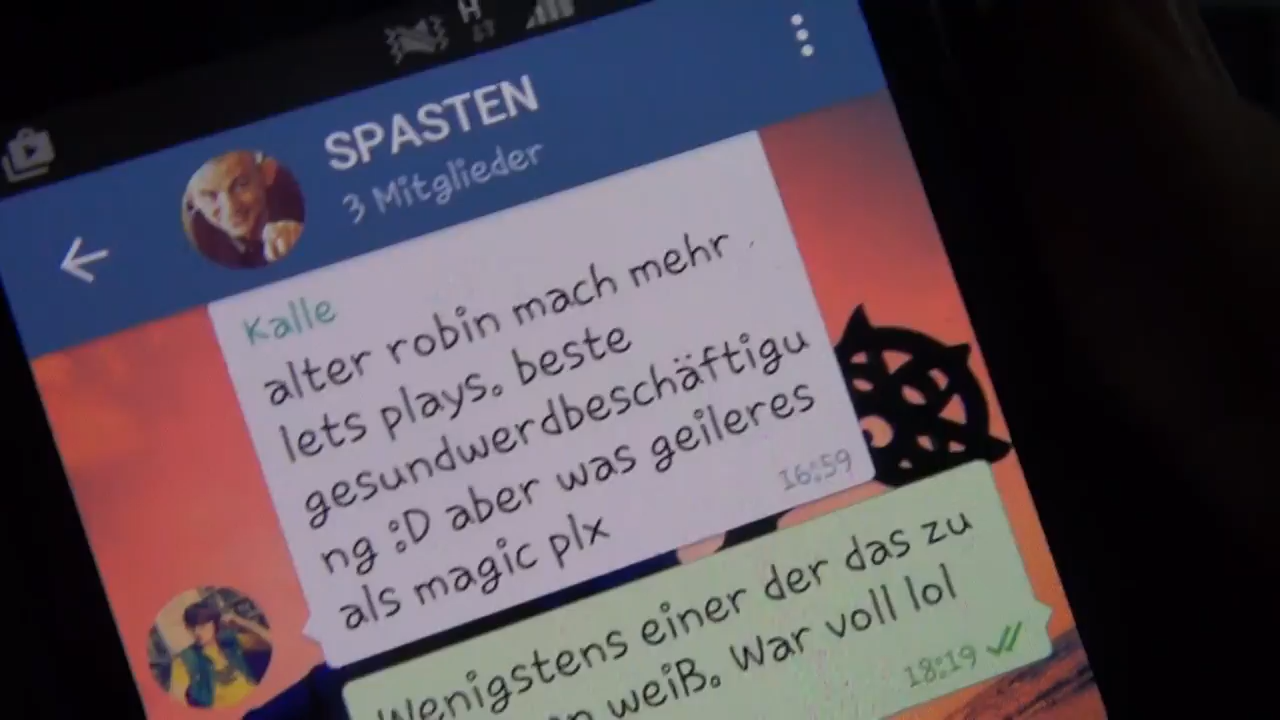 H
SPASTEN
3 Mitglieder
Kalle
alter robin mach mehr
lets plays. beste
gesundwerdbeschäftigu
ng :D aber was geileres
als magic plx
16:59
Wenigstens einer der das zu
weiß. War voll lol
18:19